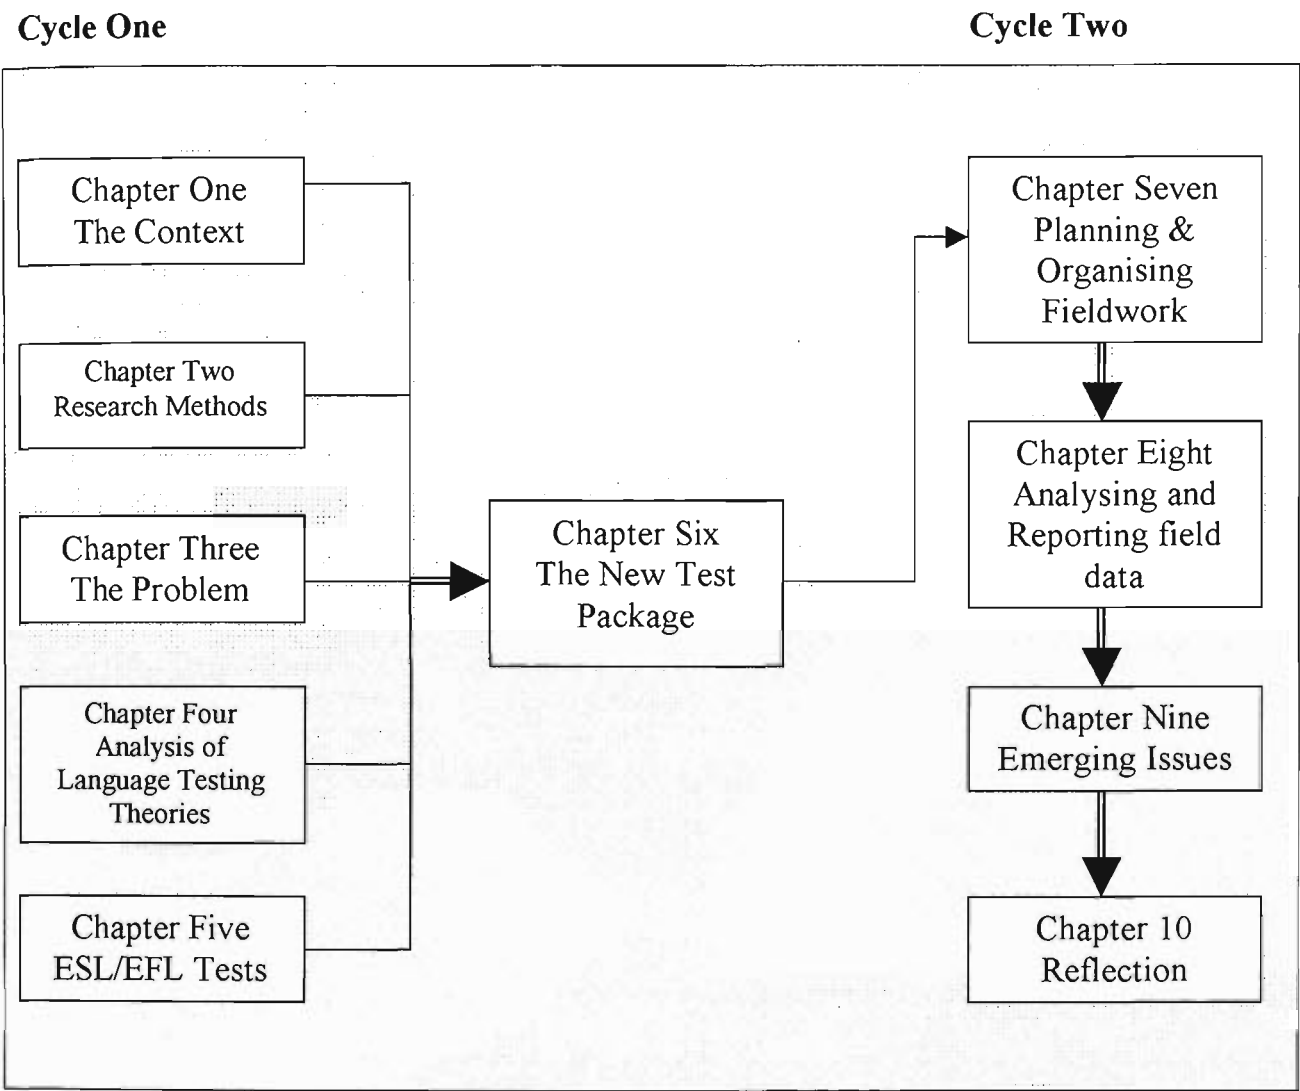 Cycle One
Cycle Two
Chapter One
The Context
Chapter Two
Research Methods
Chapter Three
The Problem
Chapter Four
Analysis of
Language Testing
Theories
Chapter Five
ESL/EFL Tests
Chapter Six
The New Test
Package
Chapter Seven
Planning &
Organising
Fieldwork
Chapter Eight
Analysing and
Reporting field
data
Chapter Nine
Emerging Issues
Chapter 10
Reflection